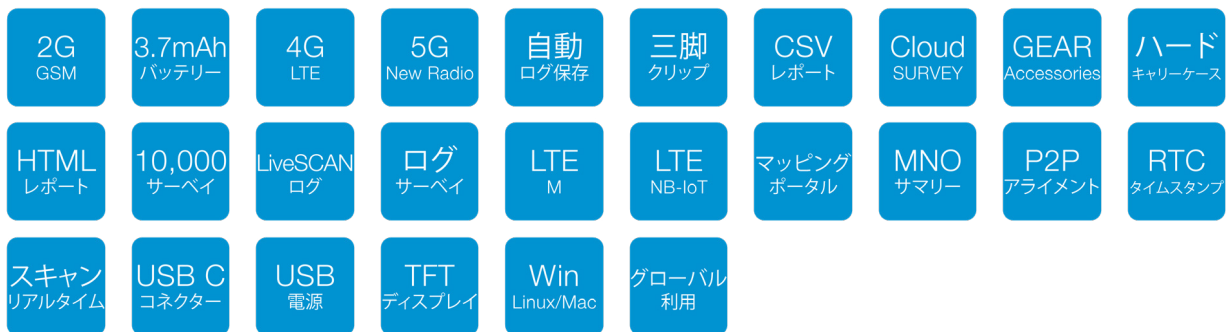 2G
GSM
3.7mAh
バッテリー
4G
LTE
5G
New Radio
自動
ログ保存
三脚
クリップ
CSV
レポート
Cloud
SURVEY
GEAR
Accessories
ハード
キャリーケース
HTML
レポート
10,000
サーベイ
LiveSCAN
ログ
ログ
サーベイ
LTE
M
LTE
NB-IoT
マッピング
ポータル
MNO
サマリー
P2P
アライメント
RTC
タイムスタンプ
スキャン
リアルタイム
USB C
コネクター
USB
電源
TFT
ディスプレイ
Win
Linux/Mac
グローバル
利用